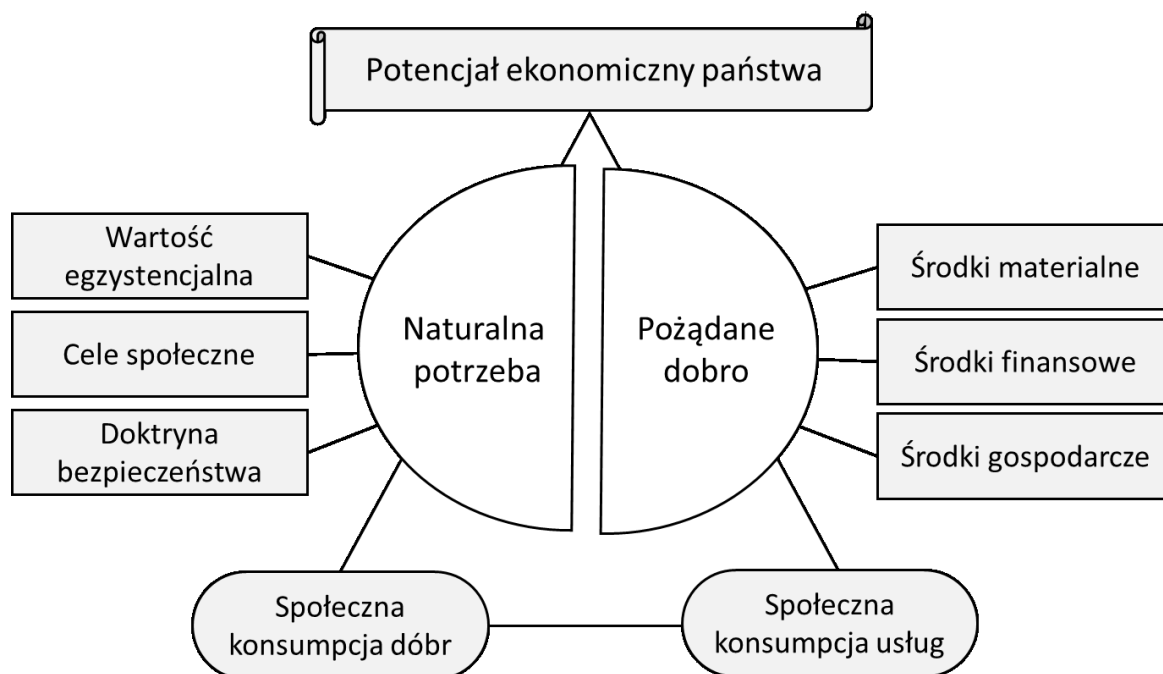 Potencjał ekonomiczny państwa
Wartość
egzystencjalna
Cele społeczne
Doktryna
bezpieczeństwa
Naturalna
potrzeba
Pożądane
dobro
Środki materialne
Środki finansowe
Środki gospodarcze
Społeczna
konsumpcja dóbr
Społeczna
konsumpcja usług